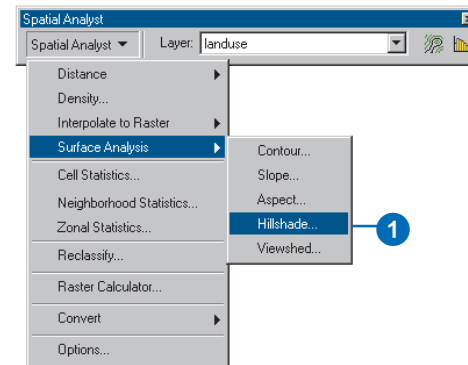 Spatial Analyst
Spatial Analyst Layer: landuse
Distance
Density...
Interpolate to Raster
Surface Analysis
Cell Statistics...
Neighborhood Statistics...
Zonal Statistics...
Reclassify...
Raster Calculator...
Convert
Options...
Contour...
Slope...
Aspect...
Hillshade...
Viewshed...
1